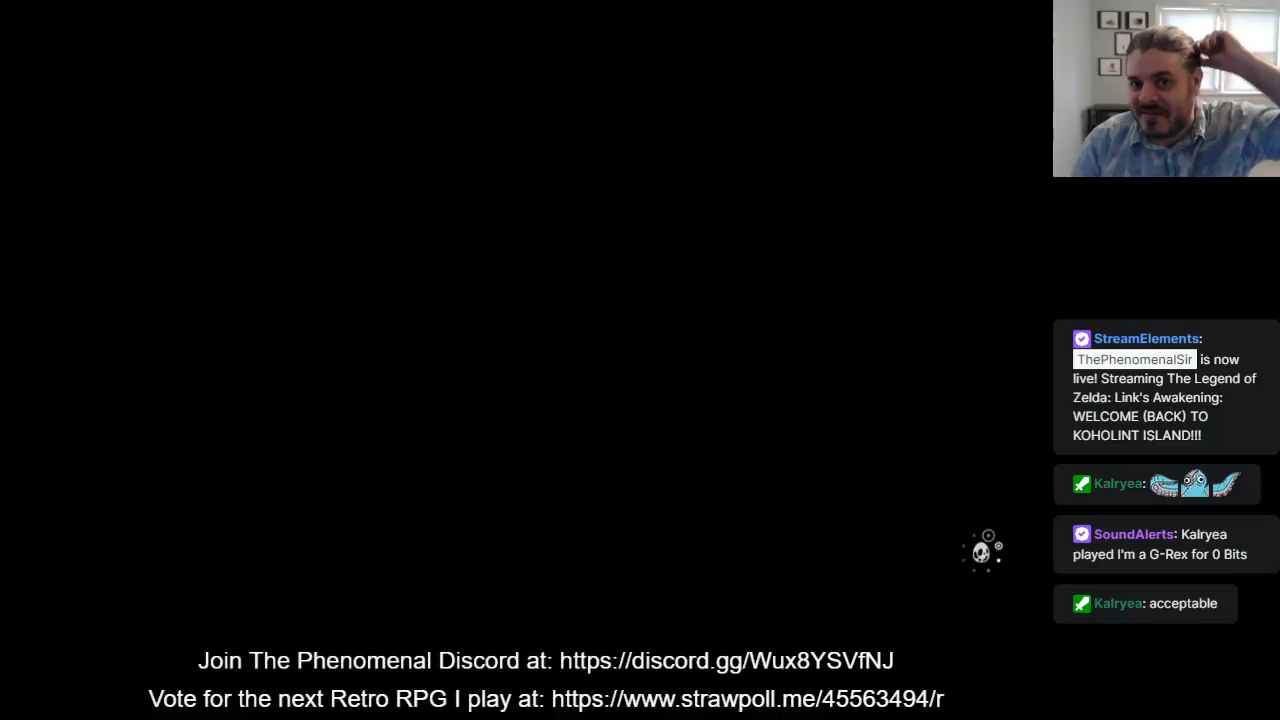 StreamElements:
ThePhenomenalSir is now
live! Streaming The Legend of
Zelda: Link's Awakening:
WELCOME (BACK) TO
KOHOLINT ISLAND!!!
Kalryea:
SoundAlerts: Kalryea
played I'm a G-Rex for 0 Bits
Kalryea: acceptable
Join The Phenomenal Discord at: https://discord.gg/Wux8YSVfNJ
Vote for the next Retro RPG I play at: https://www.strawpoll.me/45563494/r